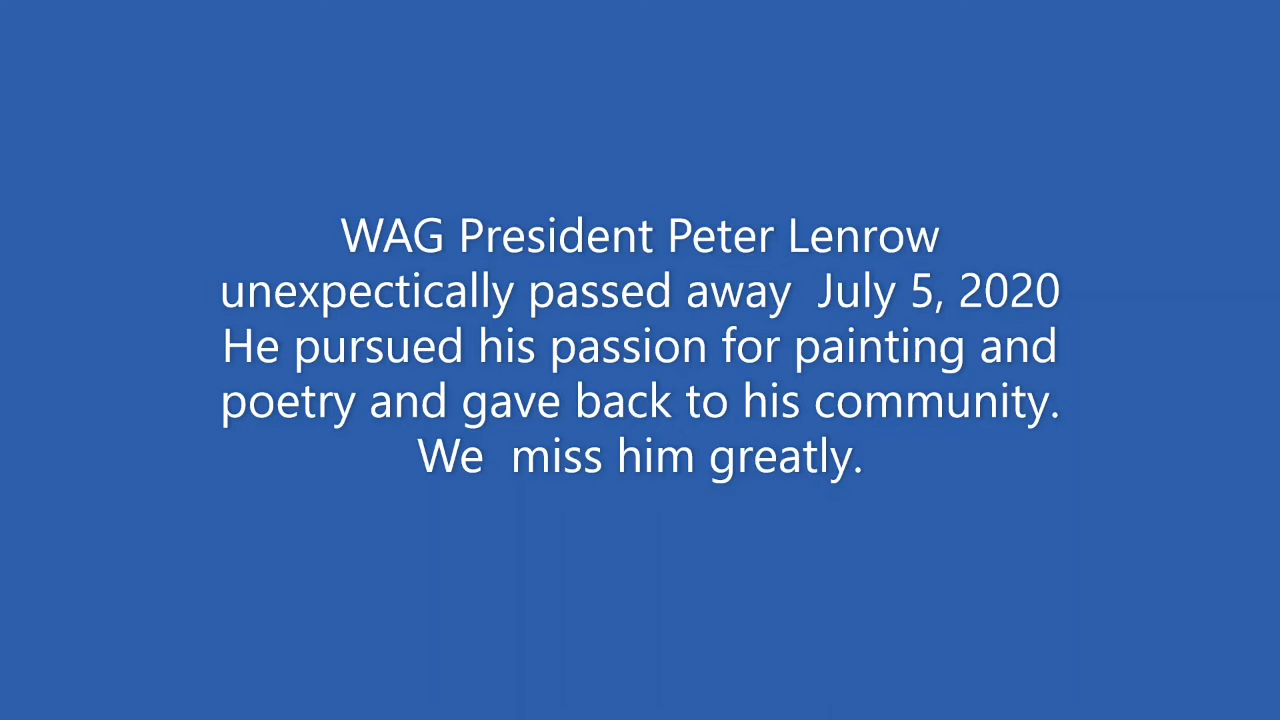 WAG President Peter Lenrow
unexpectically passed away  July 5, 2020
He pursued his passion for painting and
poetry and gave back to his community.
We  miss him greatly.